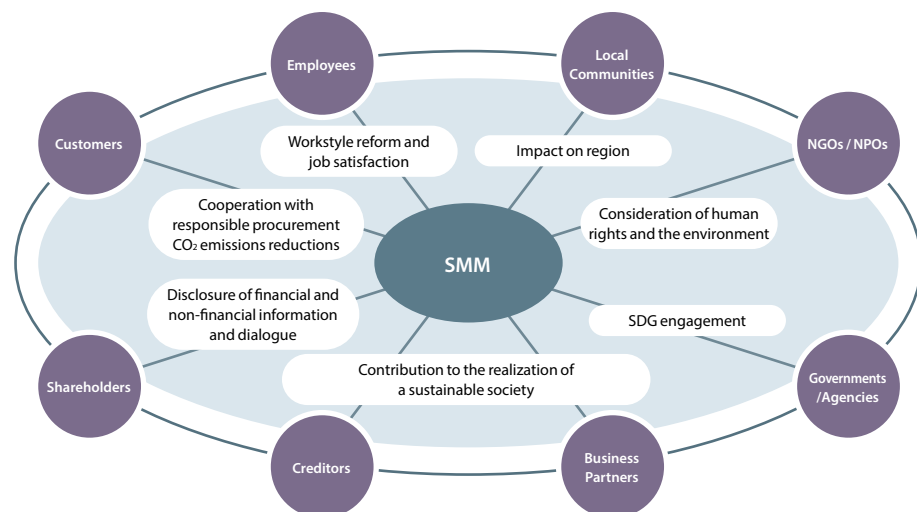 Employees
Local
Communities
Customers
NGOs / NPOs
Workstyle reform and
job satisfaction
Impact on region
Cooperation with
responsible procurement
CO₂ emissions reductions
Consideration of human
rights and the environment
SMM
Disclosure of financial and
non-financial information
and dialogue
SDG engagement
Shareholders
Contribution to the realization of
a sustainable society
Governments
/Agencies
Creditors
Business
Partners